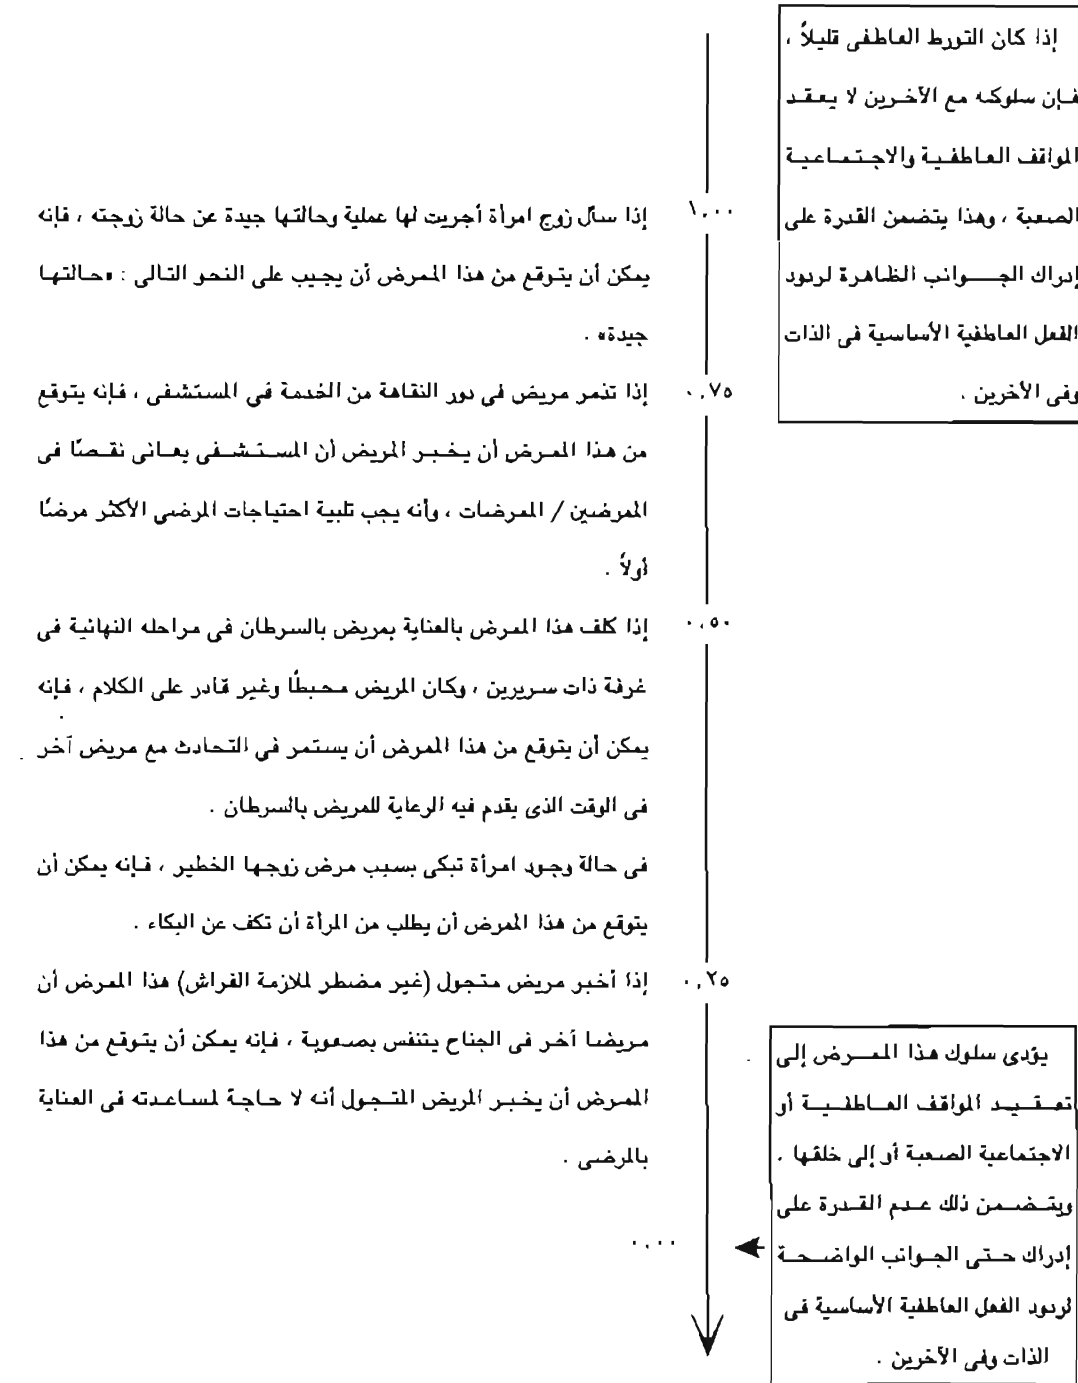 إذا كان التورط العاطفى قليلاً ،
فإن سلوكه مع الآخرين لا يعقد
المواقف العاطفية والاجتماعية
الصعبة ، وهذا يتضمن القدرة على
إدراك الجوانب الظاهرة لردود
الفعل العاطفية الأساسية فى الذات
وفى الأخرين .
١,٠٠
إذا سأل زوج امرأة أجريت لها عملية وحالتها جيدة عن حالة زوجته ، فإنه
يمكن أن يتوقع من هذا الممرض أن يجيب على النحو التالى : «حالتها
جيدة» .
٠,٧٥
إذا تذمر مريض فى دور النقاهة من الخدمة فى المستشفى ، فإنه يتوقع
من هذا الممرض أن يخبر المريض أن المستشفى يعانى نقصًا فى
الممرضين / الممرضات ، وأنه يجب تلبية احتياجات المرضى الأكثر مرضًا
أولاً .
٠,٥٠
إذا كلف هذا الممرض بالعناية بمريض بالسرطان فى مراحله النهائية فى
غرفة ذات سريرين ، وكان المريض محبطًا وغير قادر على الكلام ، فإنه
يمكن أن يتوقع من هذا الممرض أن يستمر فى التحادث مع مريض آخر
فى الوقت الذى يقدم فيه الرعاية للمريض بالسرطان .
فى حالة وجود امرأة تبكى بسبب مرض زوجها الخطير ، فإنه يمكن أن
يتوقع من هذا الممرض أن يطلب من المرأة أن تكف عن البكاء .
٠,٢٥
إذا أخبر مريض متجول (غير مضطر لملازمة الفراش) هذا الممرض أن
مريضا أخر فى الجناح يتنفس بصعوبة ، فإنه يمكن أن يتوقع من هذا
الممرض أن يخبر المريض المتجول أنه لا حاجة لمساعدته فى العناية
بالمرضى .
٠,٠٠
يؤدى سلوك هذا الممرض إلى
تعقيد المواقف العاطفية أو
الاجتماعية الصعبة أو إلى خلقها .
ويتضمن ذلك عدم القدرة على
إدراك حتى الجوانب الواضحة
لردود الفعل العاطفية الأساسية فى
الذات وفى الآخرين .